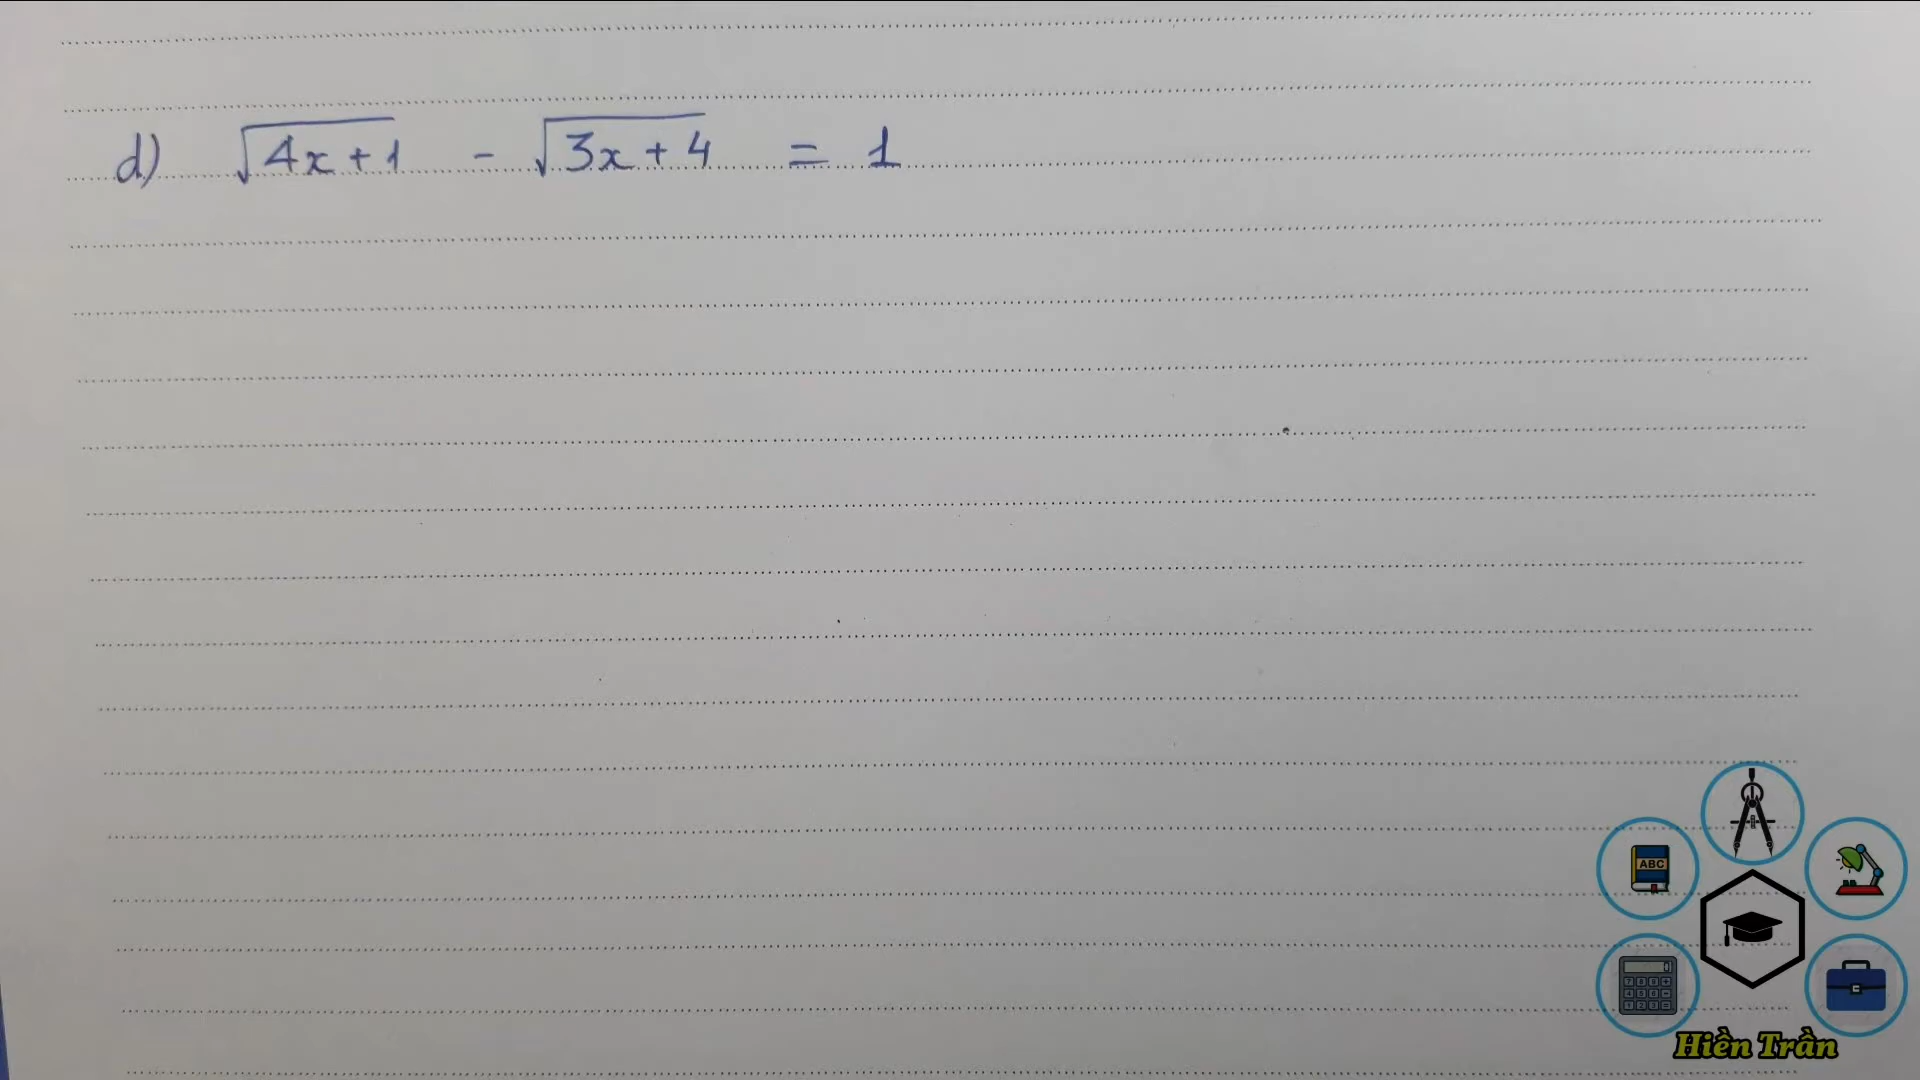 d) √(4x+1) - √(3x+4) = 1
ABC
Hiền Trần